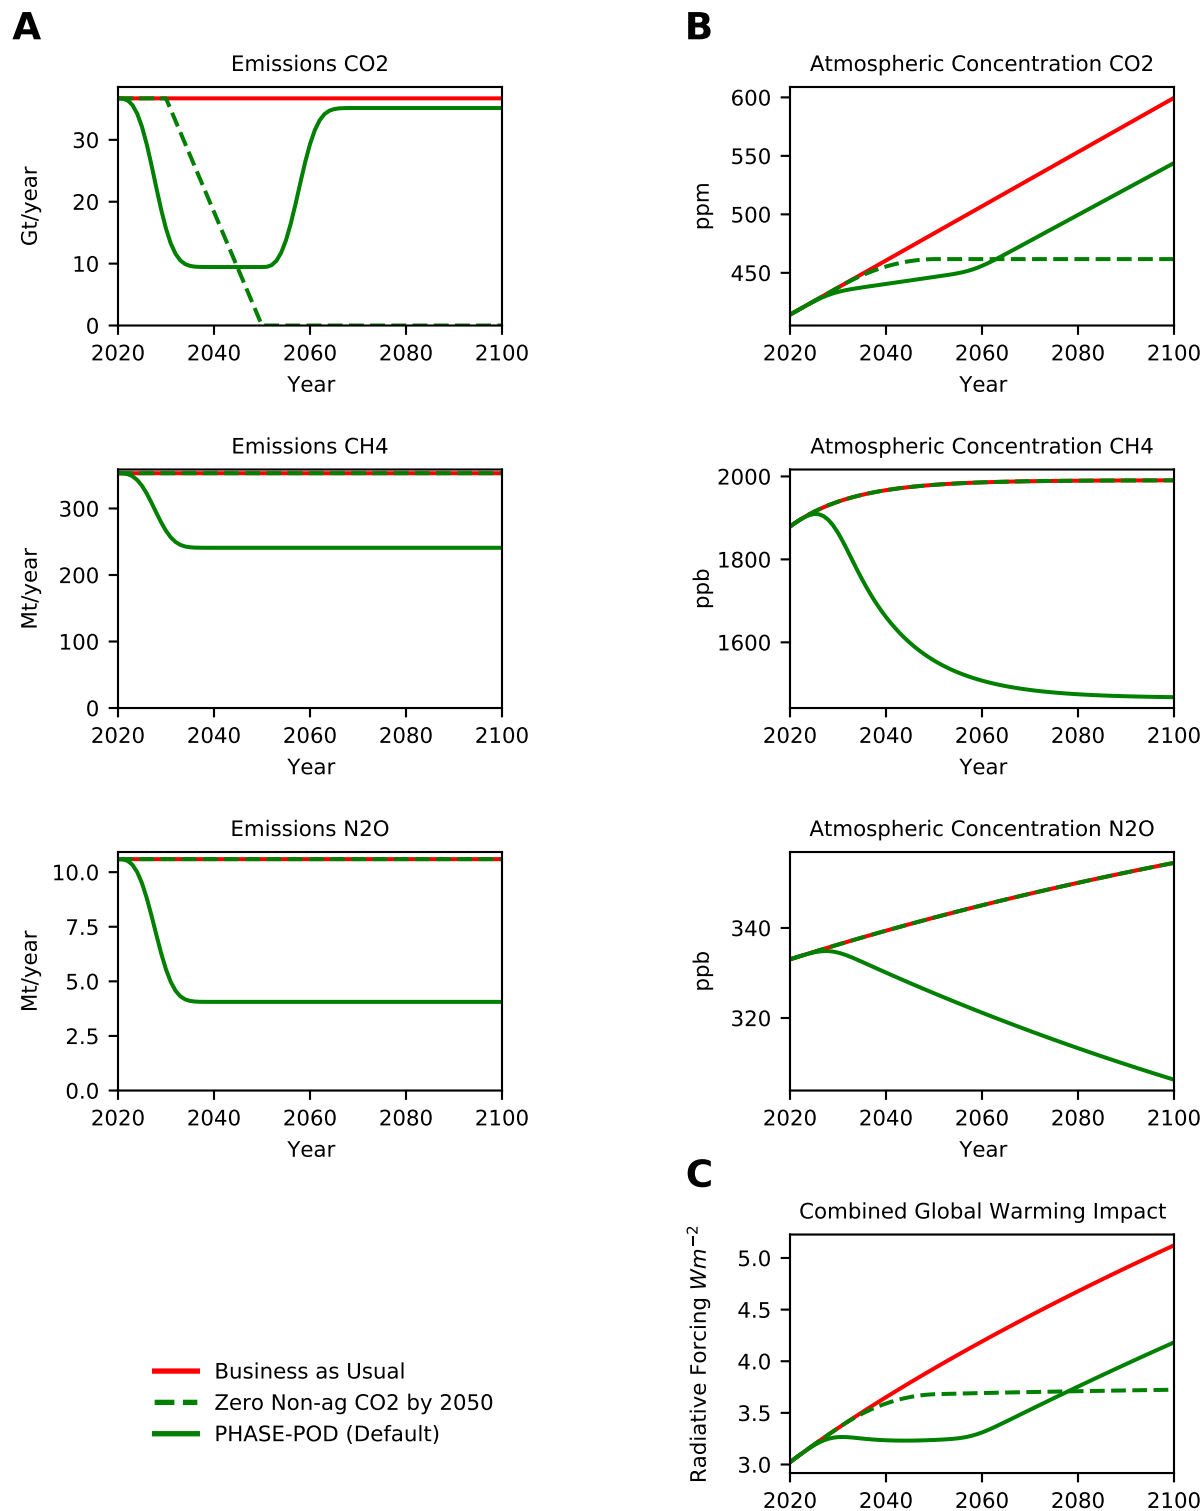 A
B
Emissions CO2
Gt/year
30
20
10
0
2020 2040 2060 2080 2100
Year
Atmospheric Concentration CO2
ppm
600
550
500
450
2020 2040 2060 2080 2100
Year
Emissions CH4
Mt/year
300
200
100
0
2020 2040 2060 2080 2100
Year
Atmospheric Concentration CH4
ppb
2000
1800
1600
2020 2040 2060 2080 2100
Year
Emissions N2O
Mt/year
10.0
7.5
5.0
2.5
0.0
2020 2040 2060 2080 2100
Year
Atmospheric Concentration N2O
ppb
340
320
2020 2040 2060 2080 2100
Year
C
Combined Global Warming Impact
Radiative Forcing Wm⁻²
5.0
4.5
4.0
3.5
3.0
2020 2040 2060 2080 2100
Business as Usual
Zero Non-ag CO2 by 2050
PHASE-POD (Default)